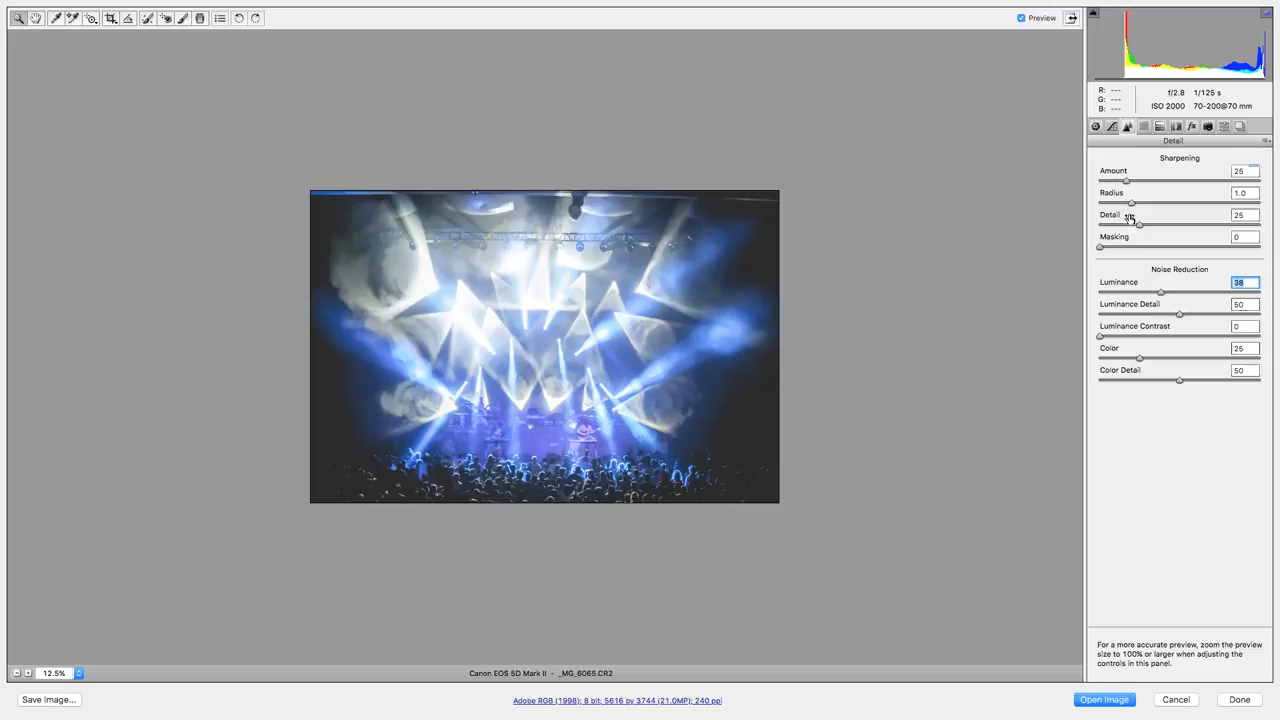 Preview
R: ---
G: ---
B: ---
f/2.8 1/125 s
ISO 2000 70-200@70 mm
fx
Detail
Sharpening
Amount 25
Radius 1.0
Detail 25
Masking 0
Noise Reduction
Luminance 38
Luminance Detail 50
Luminance Contrast 0
Color 25
Color Detail 50
For a more accurate preview, zoom the preview
size to 100% or larger when adjusting the
controls in this panel.
12.5%
Canon EOS 5D Mark II - _MG_6065.CR2
Save Image...
Adobe RGB (1998); 8 bit; 5616 by 3744 (21.0MP); 240 ppi
Open Image
Cancel
Done